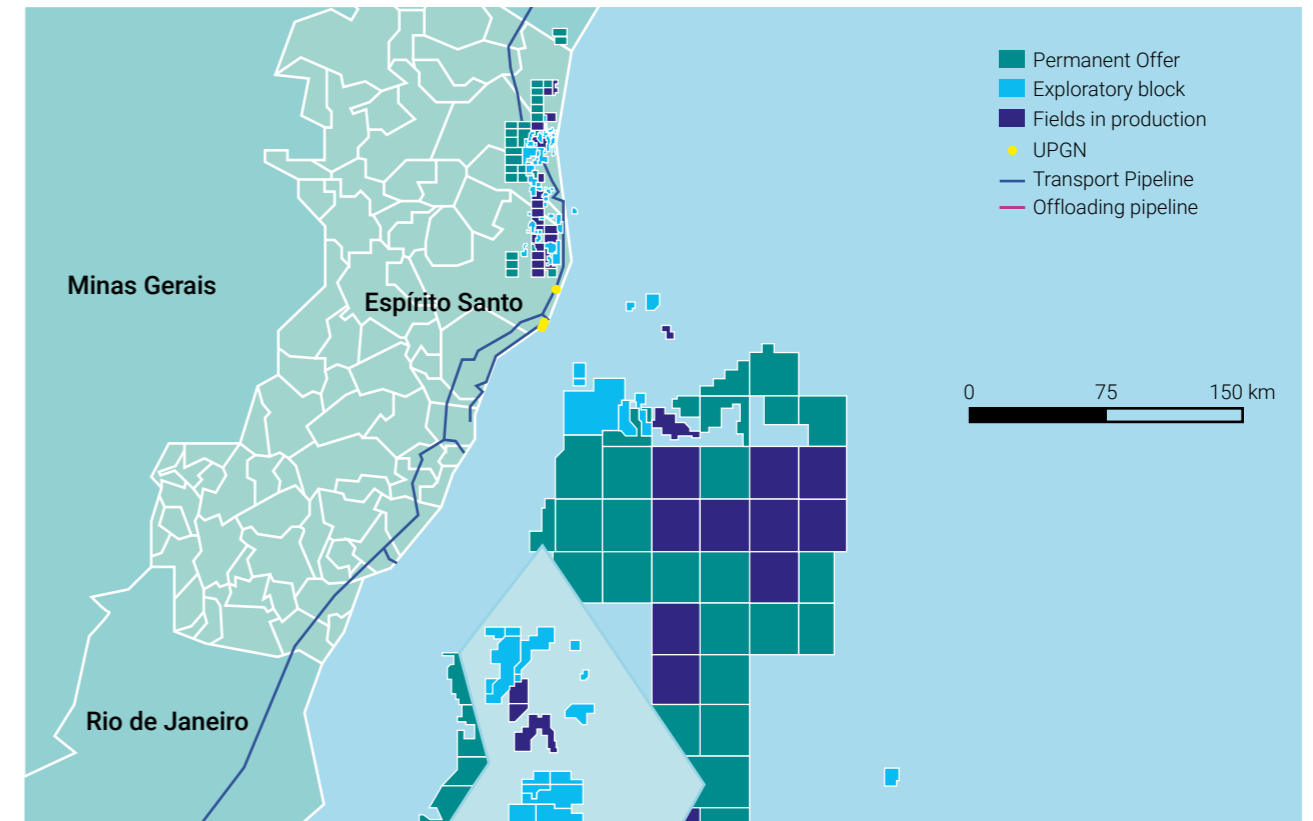 Permanent Offer
Exploratory block
Fields in production
UPGN
Transport Pipeline
Offloading pipeline
Minas Gerais
Espírito Santo
0 75 150 km
Rio de Janeiro